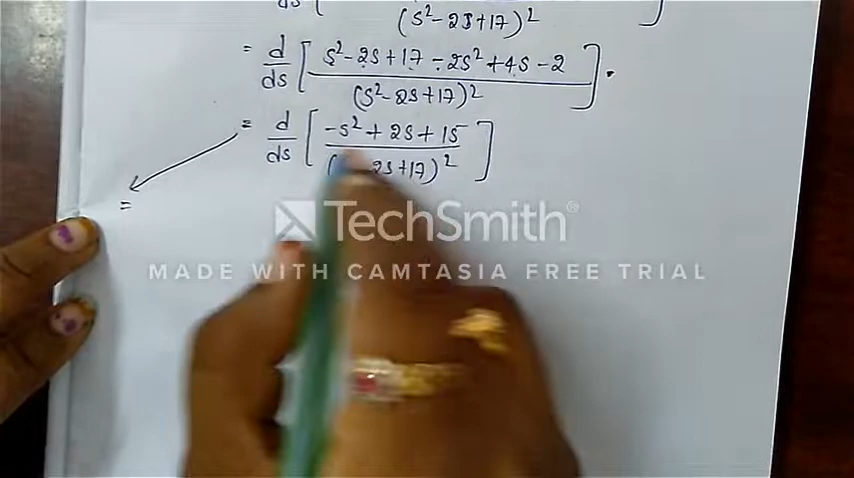 ds [ ]
(s²-2s+17)²
= d/ds [ s²-2s+17-2s²+4s-2 / (s²-2s+17)² ].
= d/ds [ -s²+2s+15 / ( 2s+17)² ]
=
TechSmith®
MADE WITH CAMTASIA FREE TRIAL